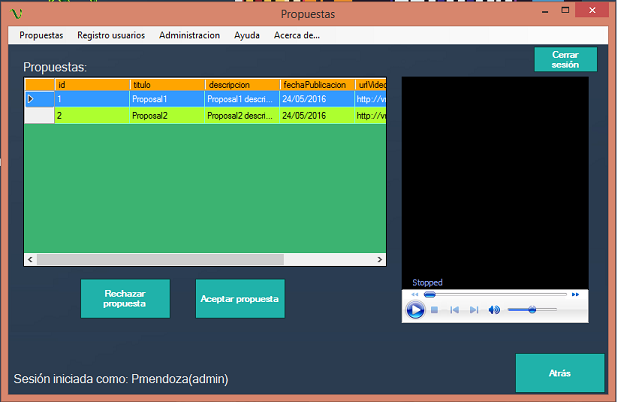 Propuestas
Propuestas Registro usuarios Administracion Ayuda Acerca de...
Cerrar sesión
Propuestas:
id titulo descripcion fechaPublicacion urlVideo
1 Proposal1 Proposal1 descri... 24/05/2016 http://v
2 Proposal2 Proposal2 descri... 24/05/2016 http://v
Stopped
Rechazar propuesta
Aceptar propuesta
Atrás
Sesión iniciada como: Pmendoza(admin)